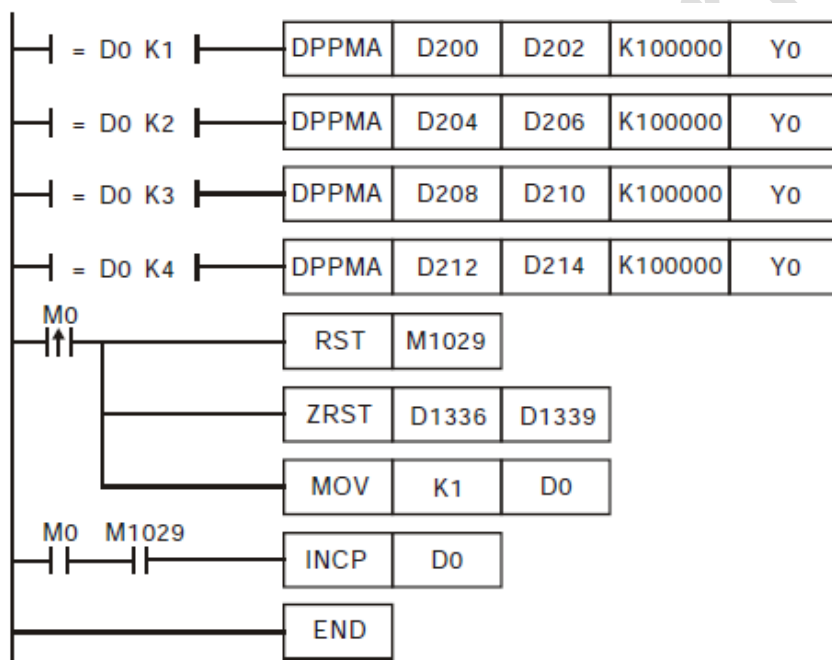 = D0 K1 DPPMA D200 D202 K100000 Y0
= D0 K2 DPPMA D204 D206 K100000 Y0
= D0 K3 DPPMA D208 D210 K100000 Y0
= D0 K4 DPPMA D212 D214 K100000 Y0
M0
RST M1029
ZRST D1336 D1339
MOV K1 D0
M0 M1029
INCP D0
END